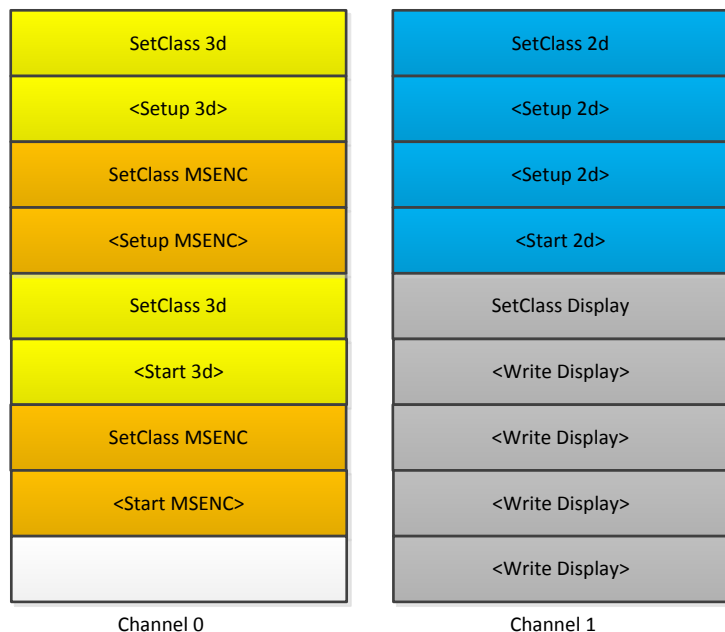 SetClass 3d
<Setup 3d>
SetClass MSENC
<Setup MSENC>
SetClass 3d
<Start 3d>
SetClass MSENC
<Start MSENC>
Channel 0
SetClass 2d
<Setup 2d>
<Setup 2d>
<Start 2d>
SetClass Display
<Write Display>
<Write Display>
<Write Display>
<Write Display>
Channel 1